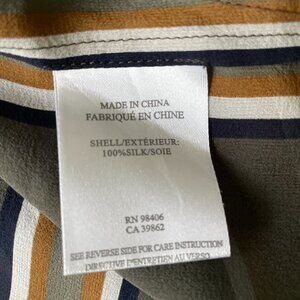 MADE IN CHINA
FABRIQUÉ EN CHINE
SHELL/EXTÉRIEUR:
100%SILK/SOIE
RN 98406
CA 39862
SEE REVERSE SIDE FOR CARE INSTRUCTION
DIRECTIVE D'ENTRETIEN AU VERSO